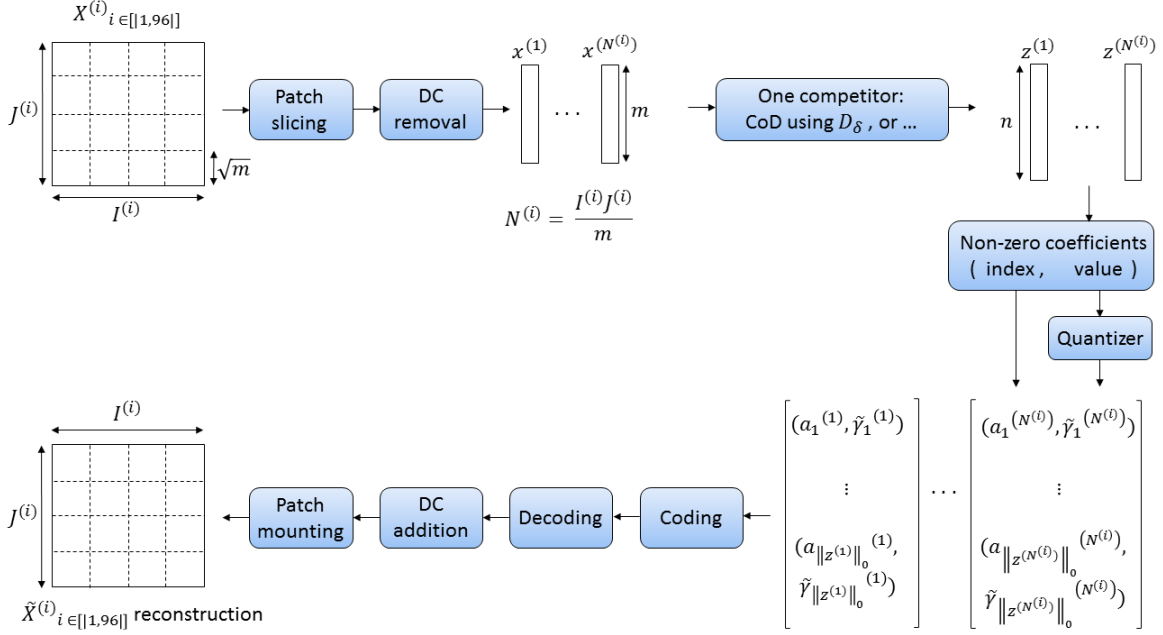 X^{(i)}_{i ∈[|1,96|]}
J^{(i)}
√m
I^{(i)}
Patch
slicing
DC
removal
x^{(1)}
x^{(N^{(i)})}
...
m
N^{(i)} = I^{(i)}J^{(i)} / m
One competitor:
CoD using D_δ , or ...
z^{(1)}
z^{(N^{(i)})}
n
...
Non-zero coefficients
( index , value )
Quantizer
I^{(i)}
J^{(i)}
X̃^{(i)}_{i ∈[|1,96|]} reconstruction
Patch
mounting
DC
addition
Decoding
Coding
(a_1^{(1)}, γ̃_1^{(1)})
⋮
(a_{‖z^{(1)}‖_0}^{(1)},
γ̃_{‖z^{(1)}‖_0}^{(1)})
...
(a_1^{(N^{(i)})}, γ̃_1^{(N^{(i)})})
⋮
(a_{‖z^{(N^{(i)})}‖_0}^{(N^{(i)})},
γ̃_{‖z^{(N^{(i)})}‖_0}^{(N^{(i)})})